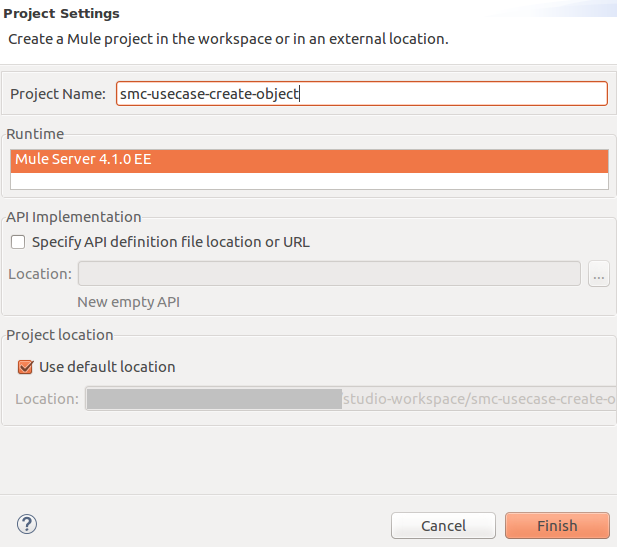 Project Settings
Create a Mule project in the workspace or in an external location.
Project Name: smc-usecase-create-object
Runtime
Mule Server 4.1.0 EE
API Implementation
Specify API definition file location or URL
Location: ...
New empty API
Project location
Use default location
Location: studio-workspace/smc-usecase-create-o
? Cancel Finish